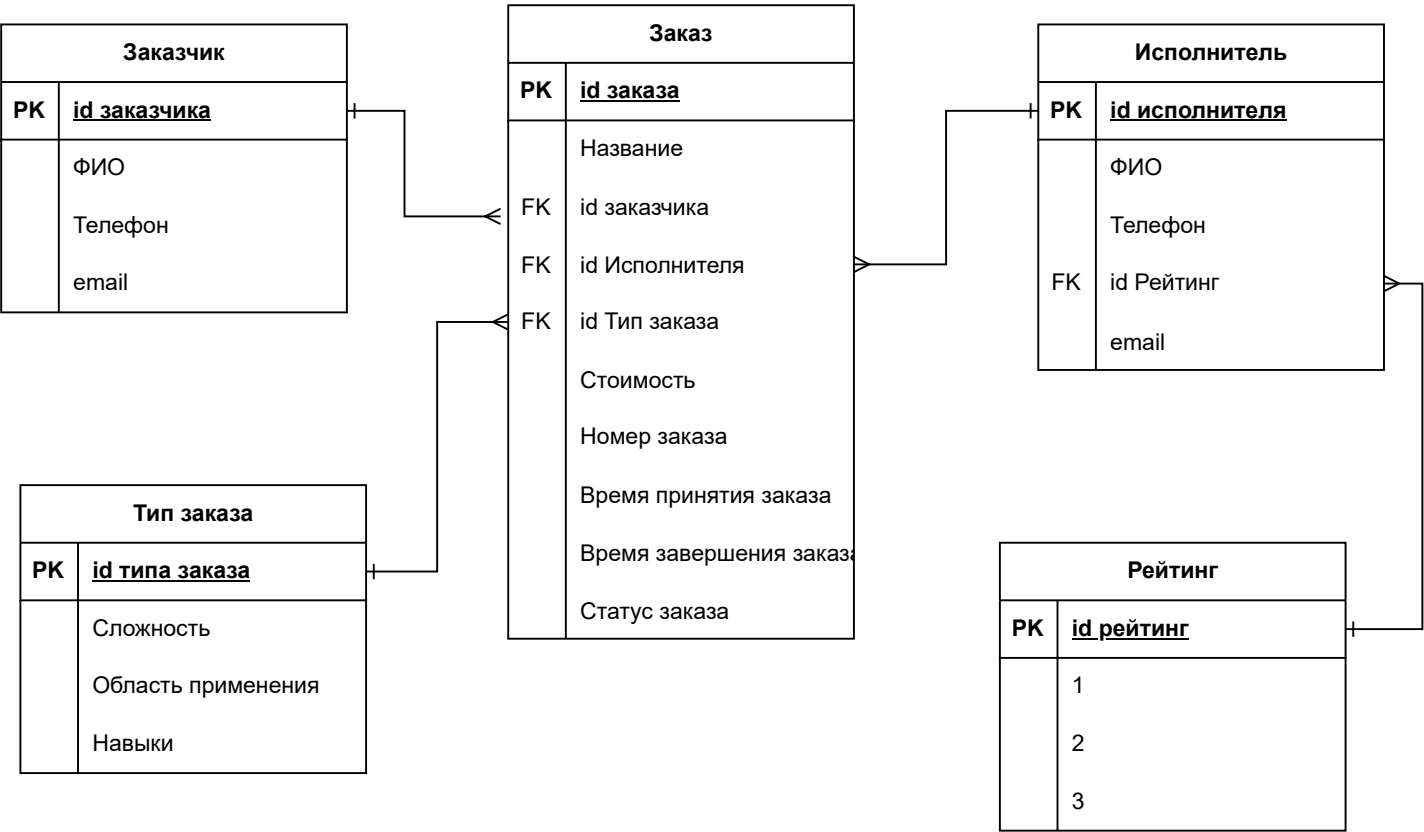 Заказчик
PK id заказчика
ФИО
Телефон
email
Заказ
PK id заказа
Название
FK id заказчика
FK id Исполнителя
FK id Тип заказа
Стоимость
Номер заказа
Время принятия заказа
Время завершения заказа
Статус заказа
Исполнитель
PK id исполнителя
ФИО
Телефон
FK id Рейтинг
email
Тип заказа
PK id типа заказа
Сложность
Область применения
Навыки
Рейтинг
PK id рейтинг
1
2
3